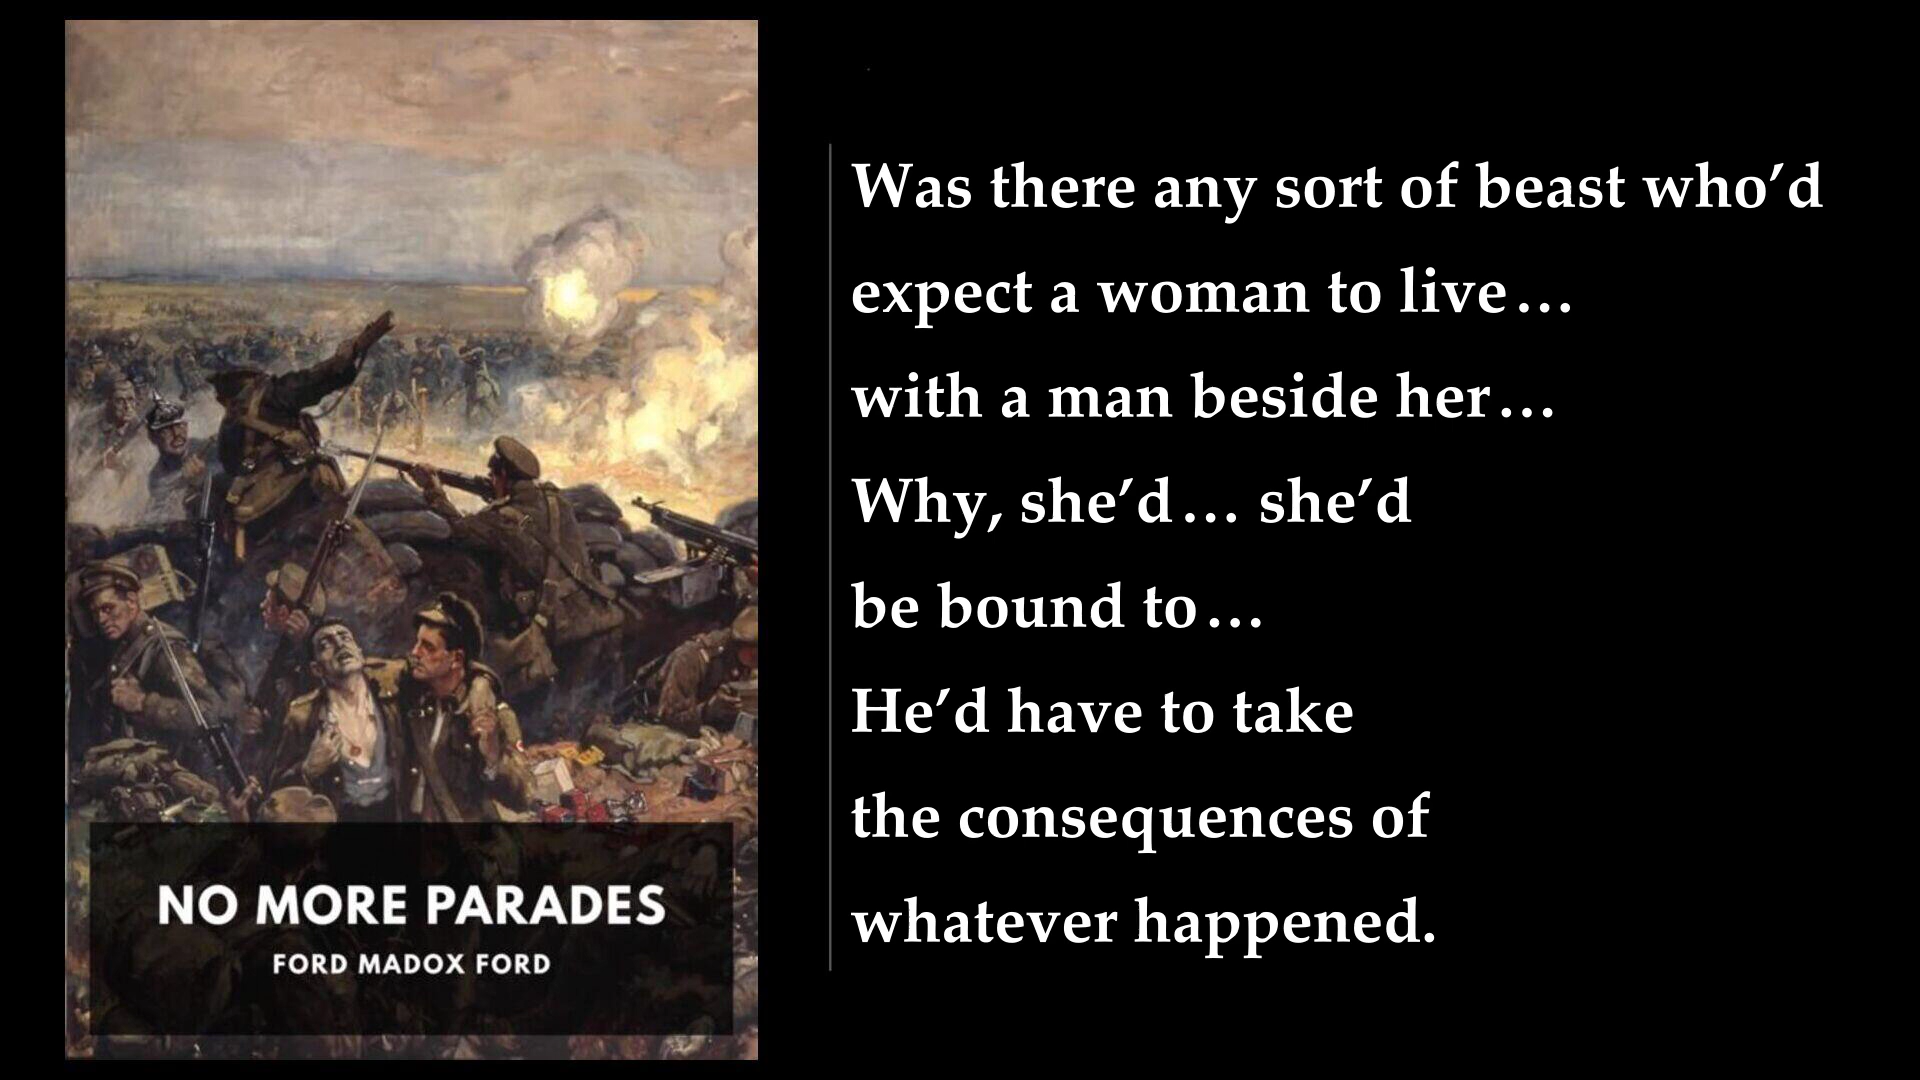 NO MORE PARADES
FORD MADOX FORD
Was there any sort of beast who’d
expect a woman to live…
with a man beside her…
Why, she’d… she’d
be bound to…
He’d have to take
the consequences of
whatever happened.